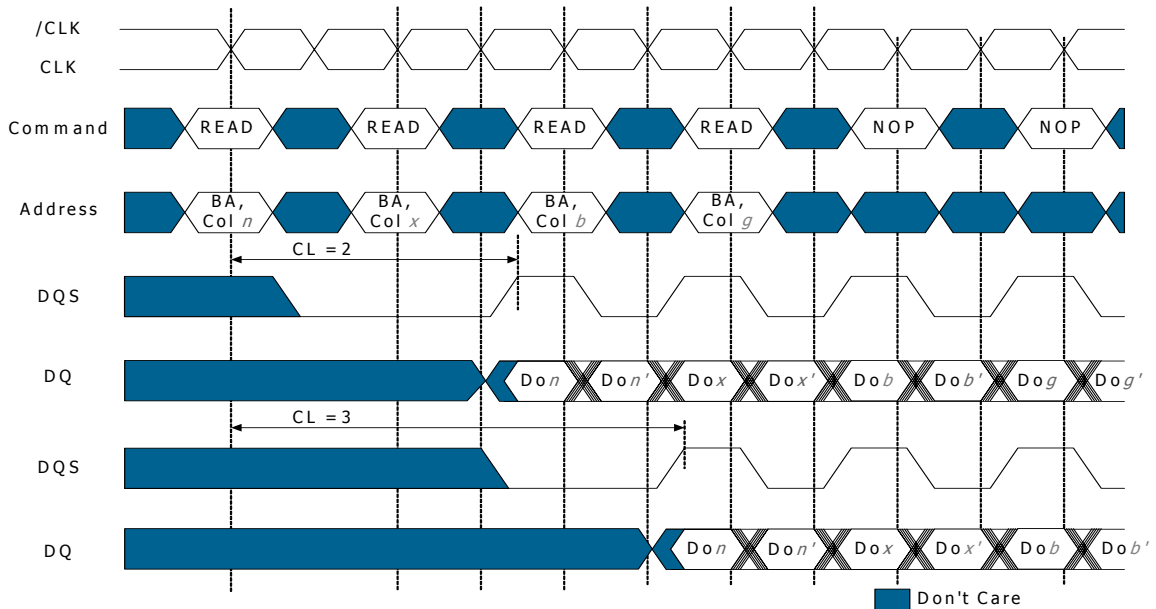 /CLK
CLK
Command READ READ READ READ NOP NOP
Address BA, Col n BA, Col x BA, Col b BA, Col g
CL = 2
DQS
DQ Do n Do n' Do x Do x' Do b Do b' Do g Do g'
CL = 3
DQS
DQ Do n Do n' Do x Do x' Do b Do b'
Don't Care